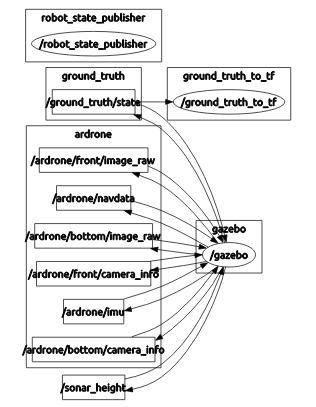 robot_state_publisher
/robot_state_publisher
ground_truth
ground_truth_to_tf
/ground_truth/state
/ground_truth_to_tf
ardrone
/ardrone/front/image_raw
/ardrone/navdata
/ardrone/bottom/image_raw
gazebo
/gazebo
/ardrone/front/camera_info
/ardrone/imu
/ardrone/bottom/camera_info
/sonar_height